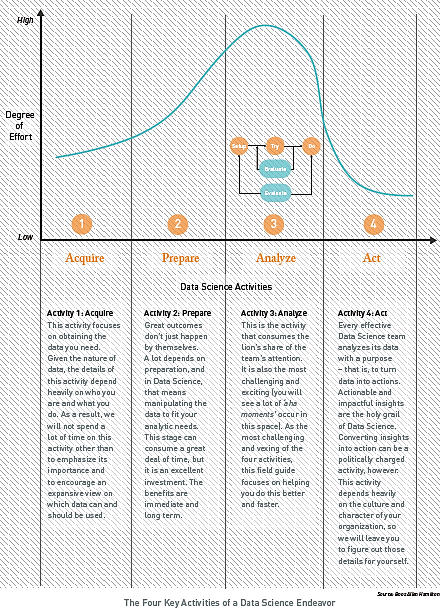 High
Degree
of
Effort
Setup Try Do
Evaluate
Evaluate
1 2 3 4
Low
Acquire Prepare Analyze Act
Data Science Activities
Activity 1: Acquire
This activity focuses
on obtaining the
data you need.
Given the nature of
data, the details of
this activity depend
heavily on who you
are and what you
do. As a result, we
will not spend a
lot of time on this
activity other than
to emphasize its
importance and
to encourage an
expansive view on
which data can and
should be used.
Activity 2: Prepare
Great outcomes
don't just happen
by themselves.
A lot depends on
preparation, and
in Data Science,
that means
manipulating the
data to fit your
analytic needs.
This stage can
consume a great
deal of time, but
it is an excellent
investment. The
benefits are
immediate and
long term.
Activity 3: Analyze
This is the activity
that consumes the
lion's share of the
team's attention.
It is also the most
challenging and
exciting (you will
see a lot of 'aha
moments' occur in
this space). As the
most challenging
and vexing of the
four activities,
this field guide
focuses on helping
you do this better
and faster.
Activity 4: Act
Every effective
Data Science team
analyzes its data
with a purpose
– that is, to turn
data into actions.
Actionable and
impactful insights
are the holy grail
of Data Science.
Converting insights
into action can be a
politically charged
activity, however.
This activity
depends heavily
on the culture and
character of your
organization, so
we will leave you
to figure out those
details for yourself.
Source: Booz Allen Hamilton
The Four Key Activities of a Data Science Endeavor